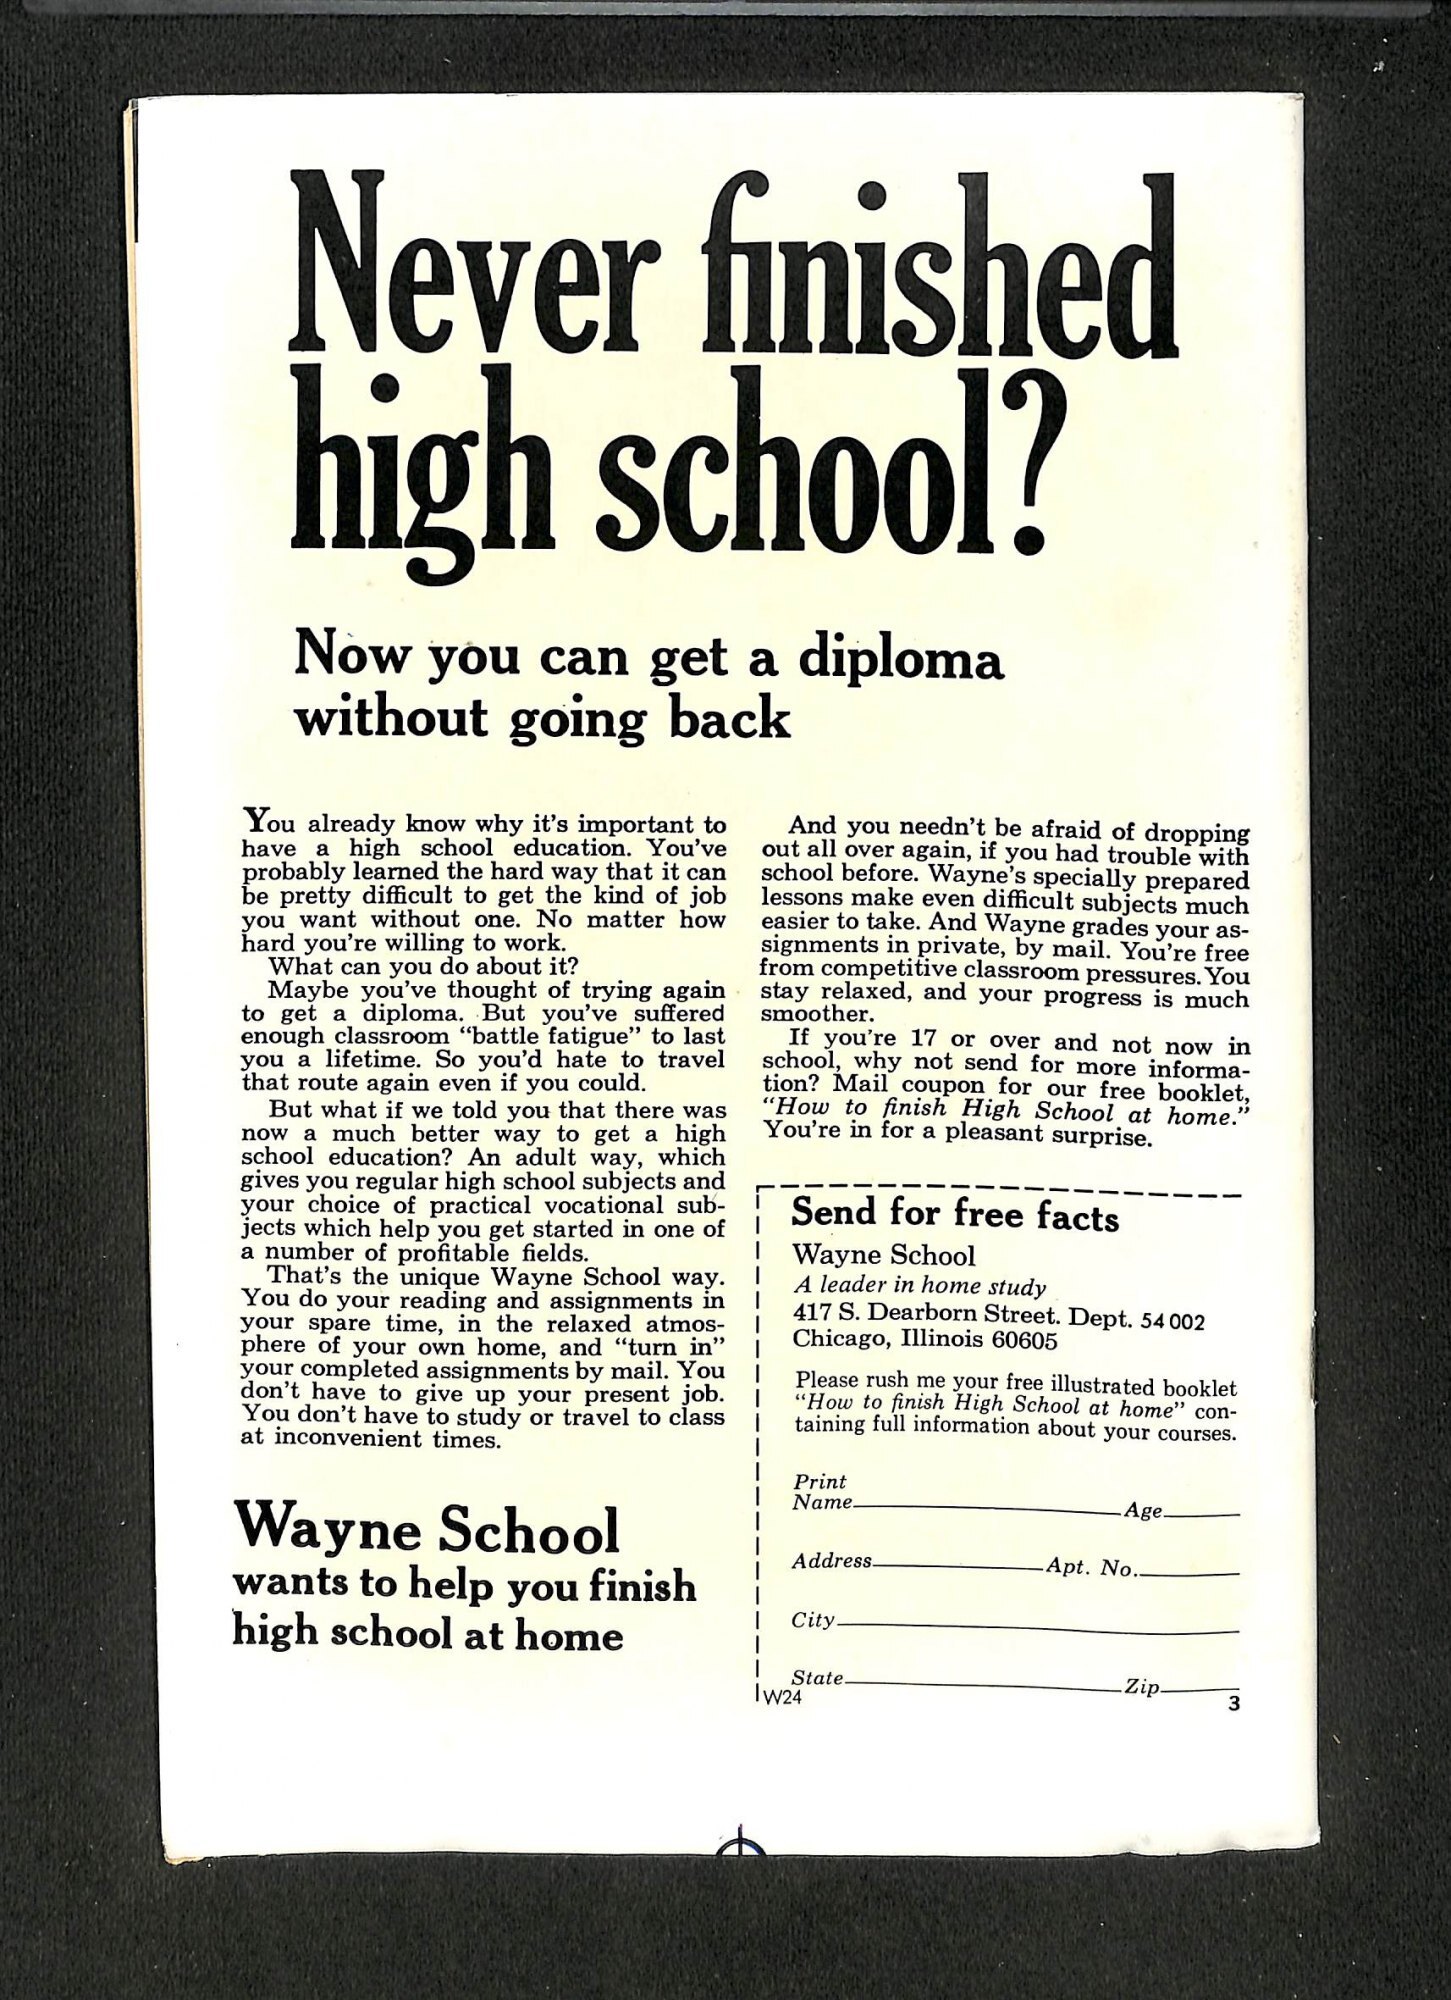 Never finished
high school?
Now you can get a diploma
without going back
You already know why it's important to
have a high school education. You've
probably learned the hard way that it can
be pretty difficult to get the kind of job
you want without one. No matter how
hard you're willing to work.
What can you do about it?
Maybe you've thought of trying again
to get a diploma. But you've suffered
enough classroom “battle fatigue” to last
you a lifetime. So you'd hate to travel
that route again even if you could.
But what if we told you that there was
now a much better way to get a high
school education? An adult way, which
gives you regular high school subjects and
your choice of practical vocational sub-
jects which help you get started in one of
a number of profitable fields.
That's the unique Wayne School way.
You do your reading and assignments in
your spare time, in the relaxed atmos-
phere of your own home, and “turn in”
your completed assignments by mail. You
don't have to give up your present job.
You don't have to study or travel to class
at inconvenient times.
Wayne School
wants to help you finish
high school at home
And you needn't be afraid of dropping
out all over again, if you had trouble with
school before. Wayne's specially prepared
lessons make even difficult subjects much
easier to take. And Wayne grades your as-
signments in private, by mail. You're free
from competitive classroom pressures. You
stay relaxed, and your progress is much
smoother.
If you're 17 or over and not now in
school, why not send for more informa-
tion? Mail coupon for our free booklet,
“How to finish High School at home.”
You're in for a pleasant surprise.
Send for free facts
Wayne School
A leader in home study
417 S. Dearborn Street. Dept. 54 002
Chicago, Illinois 60605
Please rush me your free illustrated booklet
“How to finish High School at home” con-
taining full information about your courses.
Print
Name Age
Address Apt. No.
City
State Zip
W24 3